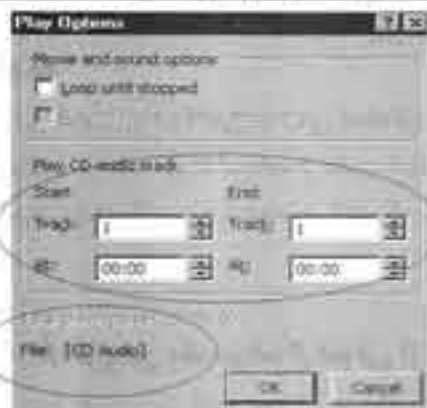 Play Options
Movie and sound options
Loop until stopped
Play CD audio track
Start: End:
Track: 1 Track: 1
At: 00:00 At: 00:00
File: [CD Audio]
OK Cancel